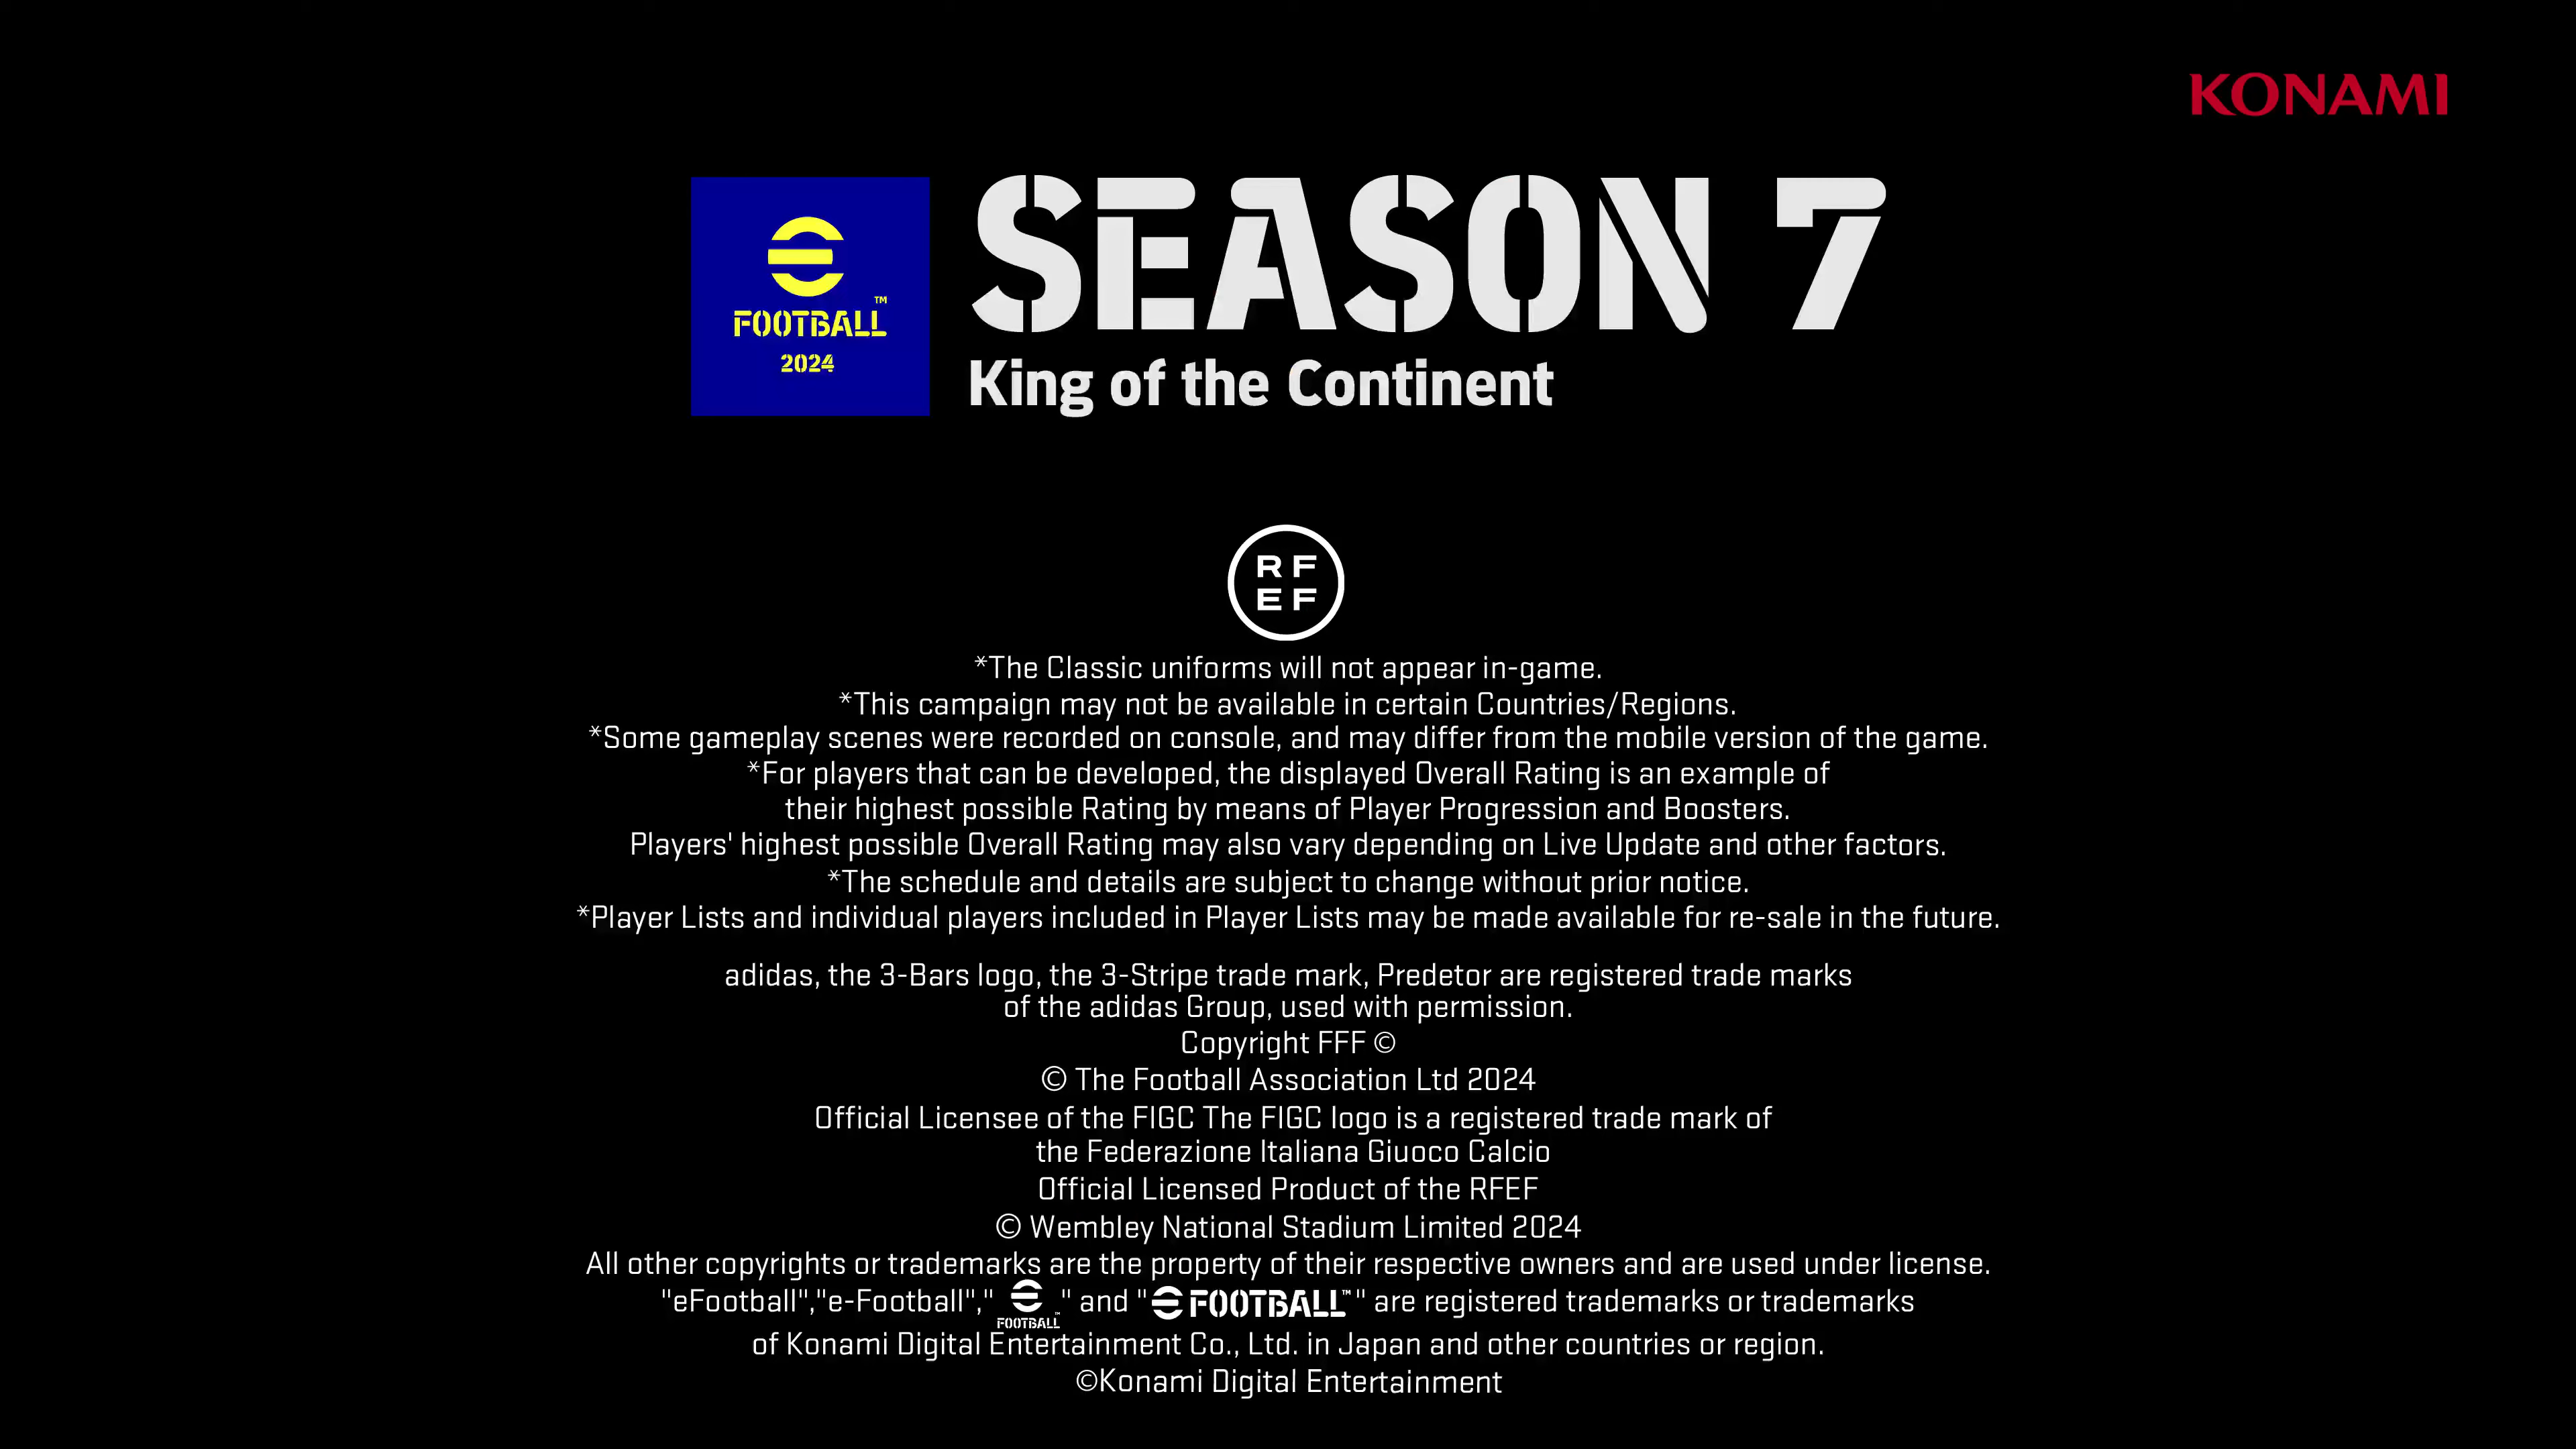 KONAMI
SEASON 7
FOOTBALL™
2024
King of the Continent
RF
EF
*The Classic uniforms will not appear in-game.
*This campaign may not be available in certain Countries/Regions.
*Some gameplay scenes were recorded on console, and may differ from the mobile version of the game.
*For players that can be developed, the displayed Overall Rating is an example of
their highest possible Rating by means of Player Progression and Boosters.
Players' highest possible Overall Rating may also vary depending on Live Update and other factors.
*The schedule and details are subject to change without prior notice.
*Player Lists and individual players included in Player Lists may be made available for re-sale in the future.
adidas, the 3-Bars logo, the 3-Stripe trade mark, Predetor are registered trade marks
of the adidas Group, used with permission.
Copyright FFF ©
© The Football Association Ltd 2024
Official Licensee of the FIGC The FIGC logo is a registered trade mark of
the Federazione Italiana Giuoco Calcio
Official Licensed Product of the RFEF
© Wembley National Stadium Limited 2024
All other copyrights or trademarks are the property of their respective owners and are used under license.
"eFootball","e-Football","e FOOTBALL™" and "e FOOTBALL™" are registered trademarks or trademarks
of Konami Digital Entertainment Co., Ltd. in Japan and other countries or region.
©Konami Digital Entertainment